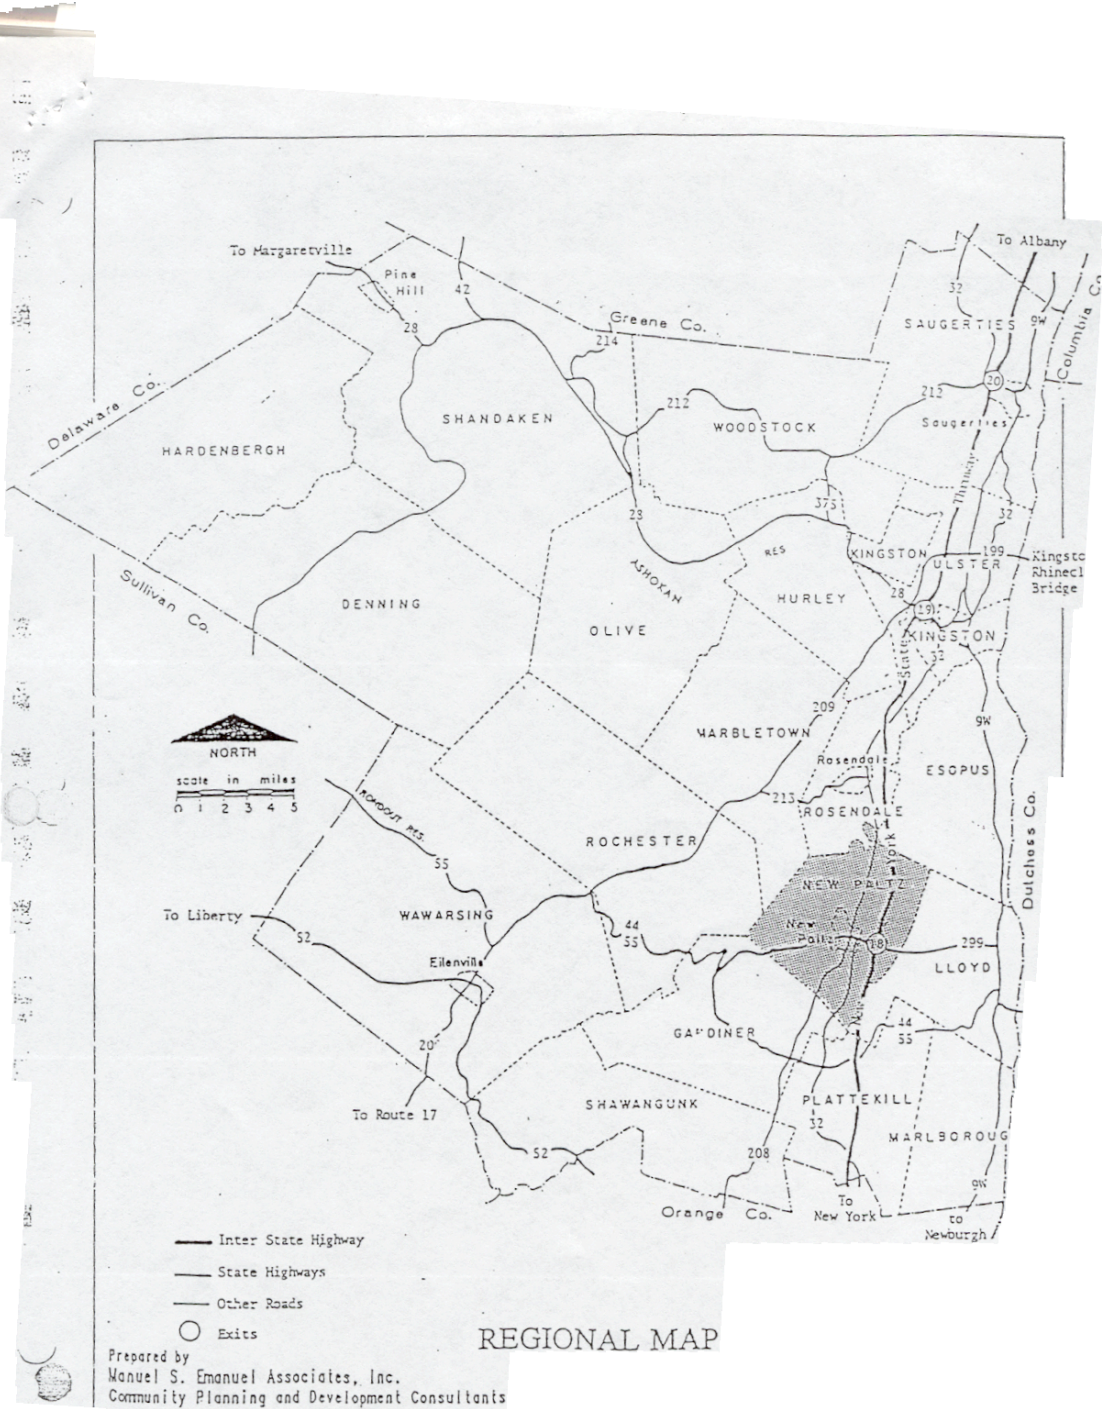 To Margaretville
To Albany
Pine
Hill
42
32
28
Greene Co.
214
SAUGERTIES
9W
Columbia Co.
20
Delaware Co.
212
212
SHANDAKEN
WOODSTOCK
Saugerties
HARDENBERGH
Thruway
23
375
32
RES
KINGSTON
199
ULSTER
Kingsto
Rhinecl
Bridge
ASHOKAN
Sullivan Co.
DENNING
HURLEY
28
19
OLIVE
KINGSTON
State
32
209
9W
MARBLETOWN
NORTH
Rosendale
ESOPUS
scale in miles
0 1 2 3 4 5
RONDOUT RES.
213
ROSENDALE
Dutchess Co.
ROCHESTER
York
55
NEW PALTZ
To Liberty
WAWARSING
52
44
55
New
Paltz
18
299
Ellenville
LLOYD
GARDINER
44
55
20
To Route 17
SHAWANGUNK
PLATTEKILL
32
MARLBOROUG
52
208
9W
To
New York
Orange Co.
to
Newburgh
Inter State Highway
State Highways
Other Roads
Exits
REGIONAL MAP
Prepared by
Manuel S. Emanuel Associates, Inc.
Community Planning and Development Consultants